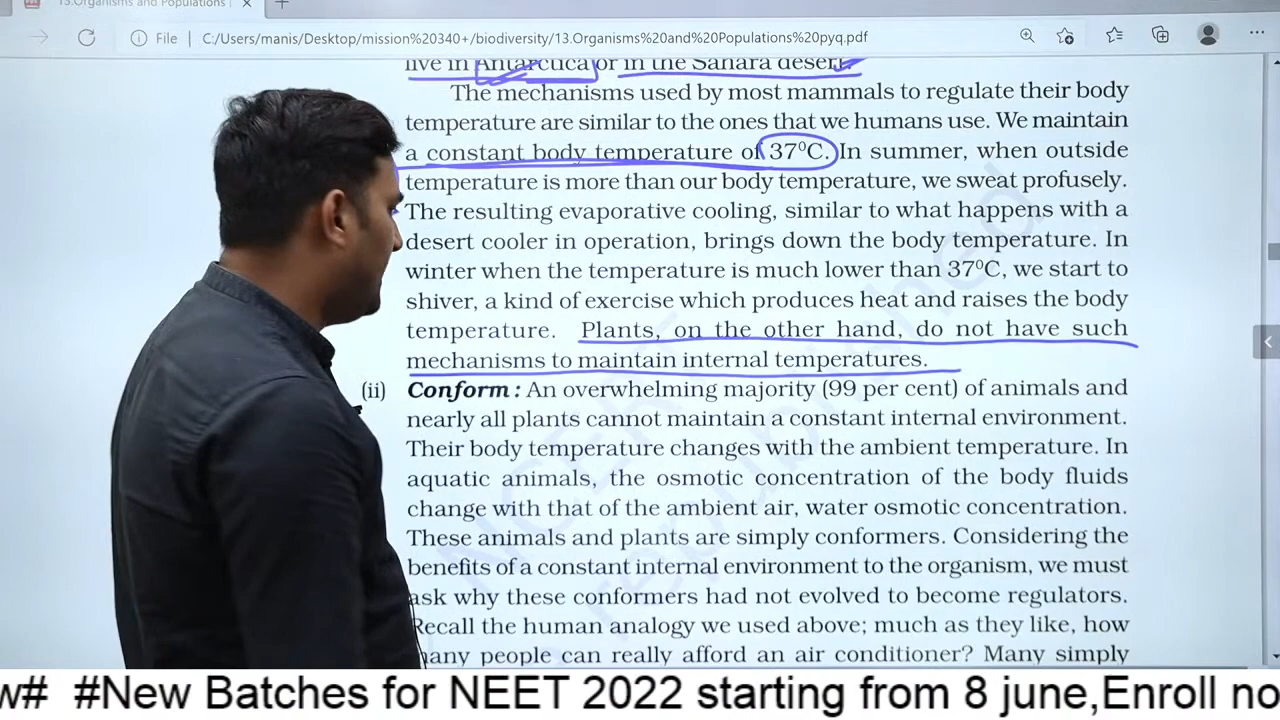 13.Organisms and Populations
File C:/Users/manis/Desktop/mission%20340+/biodiversity/13.Organisms%20and%20Populations%20pyq.pdf
live in Antarctica or in the Sahara desert.
The mechanisms used by most mammals to regulate their body
temperature are similar to the ones that we humans use. We maintain
a constant body temperature of 37⁰C. In summer, when outside
temperature is more than our body temperature, we sweat profusely.
The resulting evaporative cooling, similar to what happens with a
desert cooler in operation, brings down the body temperature. In
winter when the temperature is much lower than 37⁰C, we start to
shiver, a kind of exercise which produces heat and raises the body
temperature. Plants, on the other hand, do not have such
mechanisms to maintain internal temperatures.
(ii) Conform : An overwhelming majority (99 per cent) of animals and
nearly all plants cannot maintain a constant internal environment.
Their body temperature changes with the ambient temperature. In
aquatic animals, the osmotic concentration of the body fluids
change with that of the ambient air, water osmotic concentration.
These animals and plants are simply conformers. Considering the
benefits of a constant internal environment to the organism, we must
ask why these conformers had not evolved to become regulators.
Recall the human analogy we used above; much as they like, how
many people can really afford an air conditioner? Many simply
w# #New Batches for NEET 2022 starting from 8 june,Enroll no